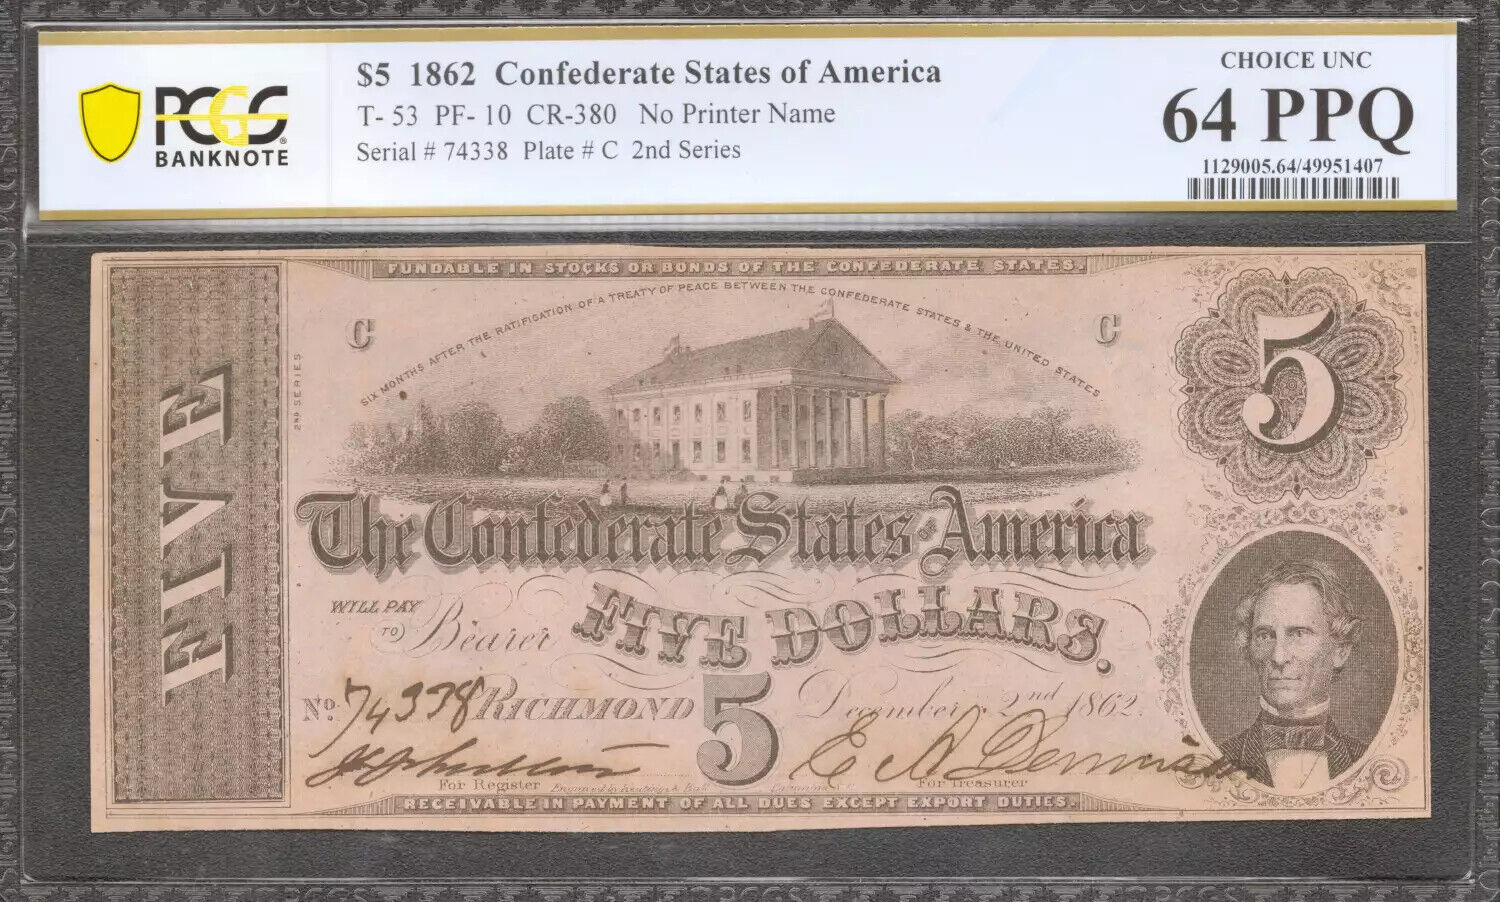 PCGS®
BANKNOTE
$5 1862 Confederate States of America
T- 53 PF- 10 CR-380 No Printer Name
Serial # 74338 Plate # C 2nd Series
CHOICE UNC
64 PPQ
1129005.64/49951407
FUNDABLE IN STOCKS OR BONDS OF THE CONFEDERATE STATES.
SIX MONTHS AFTER THE RATIFICATION OF A TREATY OF PEACE BETWEEN THE CONFEDERATE STATES & THE UNITED STATES
C
C
5
2ND SERIES
FIVE
The Confederate States of America
WILL PAY TO Bearer FIVE DOLLARS.
No. 74338 RICHMOND 5 December 2nd 1862
E A Dennison
For Register
For Treasurer
RECEIVABLE IN PAYMENT OF ALL DUES EXCEPT EXPORT DUTIES.